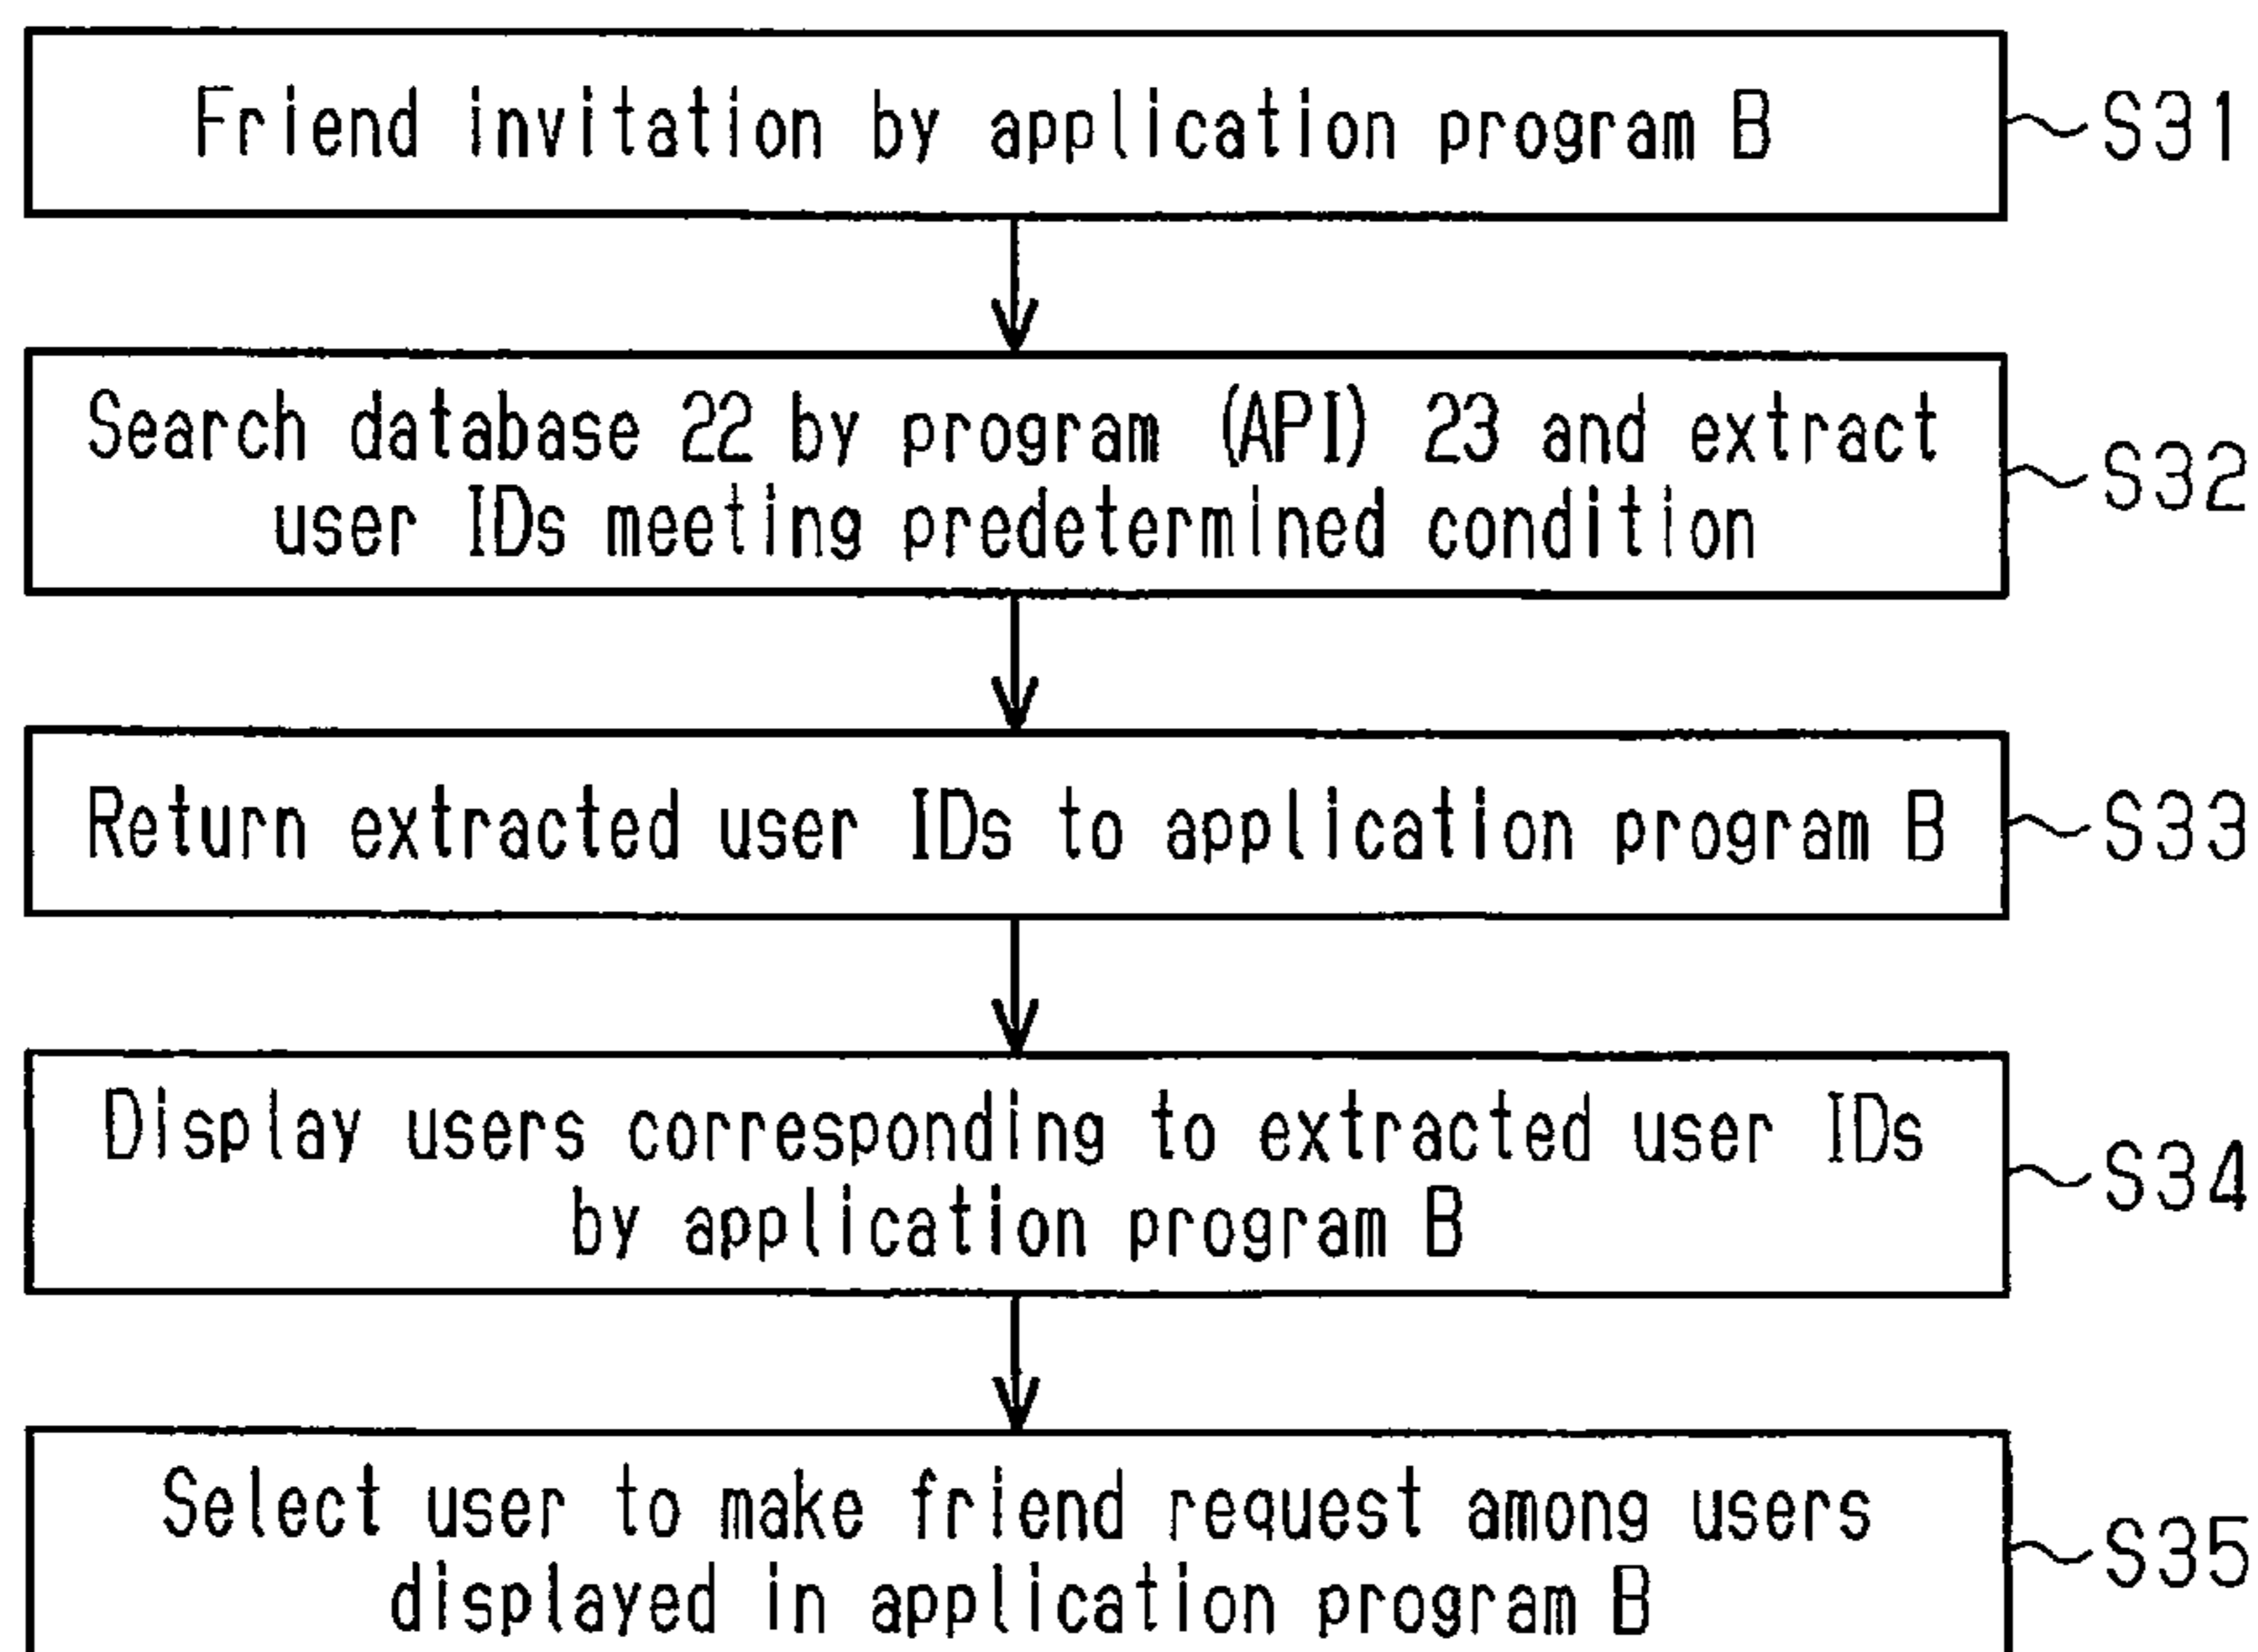 Friend invitation by application program B
S31
Search database 22 by program (API) 23 and extract
user IDs meeting predetermined condition
S32
Return extracted user IDs to application program B
S33
Display users corresponding to extracted user IDs
by application program B
S34
Select user to make friend request among users
displayed in application program B
S35